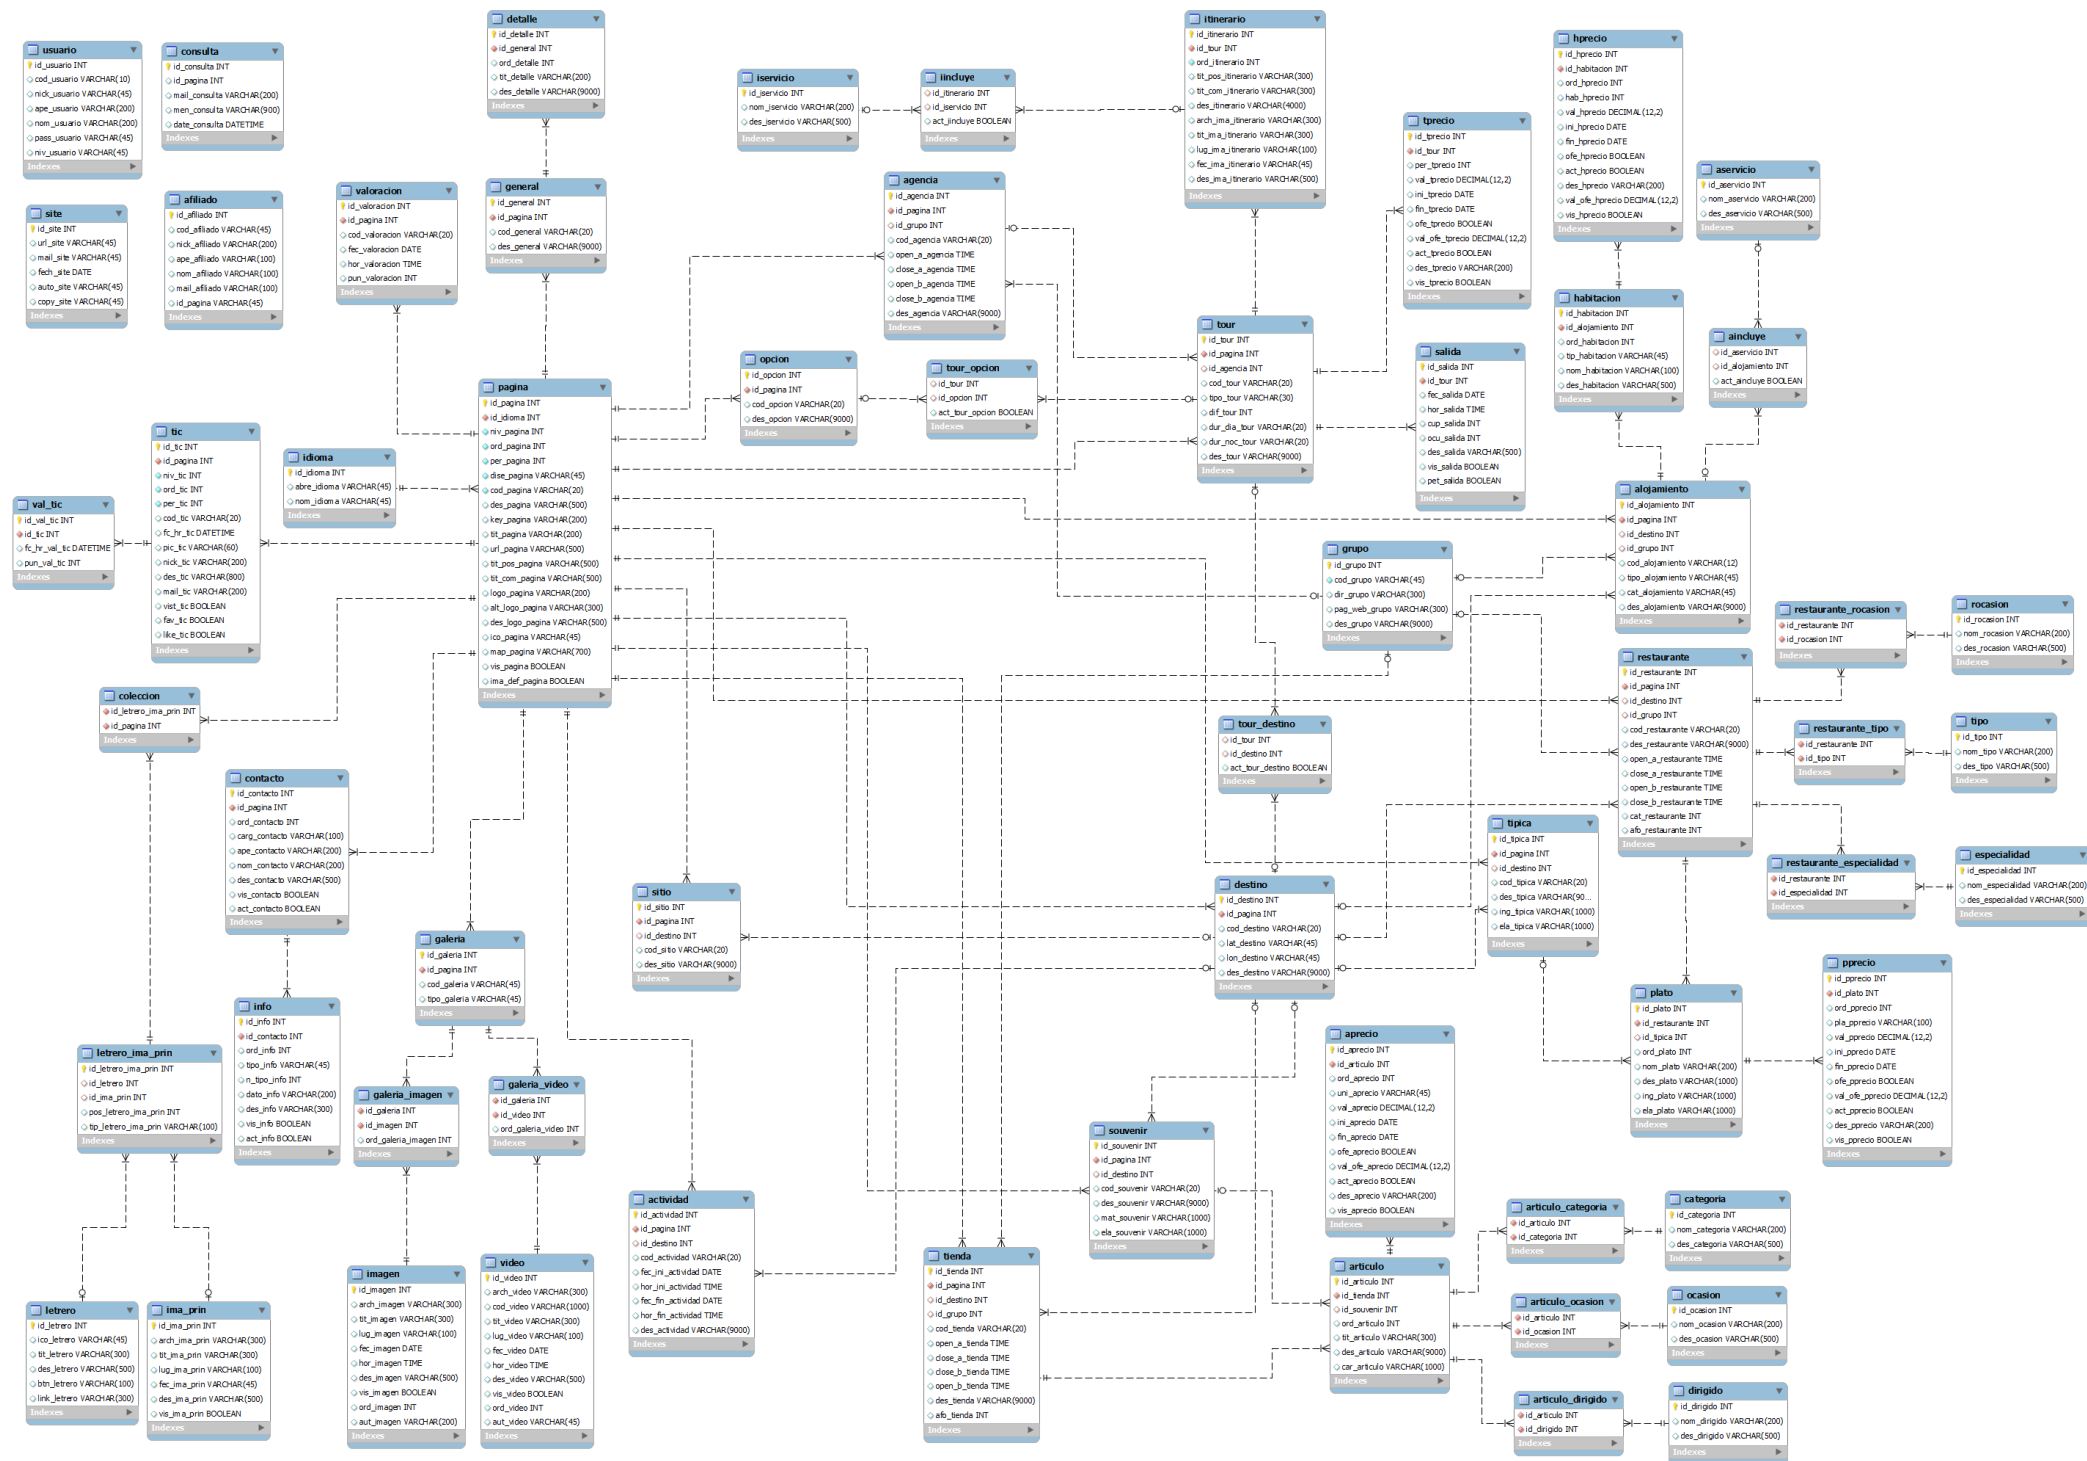 usuario
id_usuario INT
cod_usuario VARCHAR(10)
nick_usuario VARCHAR(45)
ape_usuario VARCHAR(200)
nom_usuario VARCHAR(200)
pass_usuario VARCHAR(45)
niv_usuario VARCHAR(45)
Indexes
consulta
id_consulta INT
id_pagina INT
mail_consulta VARCHAR(200)
men_consulta VARCHAR(900)
date_consulta DATETIME
Indexes
site
id_site INT
url_site VARCHAR(45)
mail_site VARCHAR(45)
fech_site DATE
auto_site VARCHAR(45)
copy_site VARCHAR(45)
Indexes
afiliado
id_afiliado INT
cod_afiliado VARCHAR(45)
nick_afiliado VARCHAR(200)
ape_afiliado VARCHAR(100)
nom_afiliado VARCHAR(100)
mail_afiliado VARCHAR(100)
id_pagina VARCHAR(45)
Indexes
valoracion
id_valoracion INT
id_pagina INT
cod_valoracion VARCHAR(20)
fec_valoracion DATE
hor_valoracion TIME
pun_valoracion INT
Indexes
detalle
id_detalle INT
id_general INT
ord_detalle INT
tit_detalle VARCHAR(200)
des_detalle VARCHAR(9000)
Indexes
general
id_general INT
id_pagina INT
cod_general VARCHAR(20)
des_general VARCHAR(9000)
Indexes
iservicio
id_iservicio INT
nom_iservicio VARCHAR(200)
des_iservicio VARCHAR(500)
Indexes
iincluye
id_itinerario INT
id_iservicio INT
act_iincluye BOOLEAN
Indexes
itinerario
id_itinerario INT
id_tour INT
ord_itinerario INT
tit_pos_itinerario VARCHAR(300)
tit_com_itinerario VARCHAR(300)
des_itinerario VARCHAR(4000)
arch_ima_itinerario VARCHAR(300)
tit_ima_itinerario VARCHAR(300)
lug_ima_itinerario VARCHAR(100)
fec_ima_itinerario VARCHAR(45)
des_ima_itinerario VARCHAR(500)
Indexes
agencia
id_agencia INT
id_pagina INT
id_grupo INT
cod_agencia VARCHAR(20)
open_a_agencia TIME
close_a_agencia TIME
open_b_agencia TIME
close_b_agencia TIME
des_agencia VARCHAR(9000)
Indexes
tprecio
id_tprecio INT
id_tour INT
per_tprecio INT
val_tprecio DECIMAL(12,2)
ini_tprecio DATE
fin_tprecio DATE
ofe_tprecio BOOLEAN
val_ofe_tprecio DECIMAL(12,2)
act_tprecio BOOLEAN
des_tprecio VARCHAR(200)
vis_tprecio BOOLEAN
Indexes
hprecio
id_hprecio INT
id_habitacion INT
ord_hprecio INT
hab_hprecio INT
val_hprecio DECIMAL(12,2)
ini_hprecio DATE
fin_hprecio DATE
ofe_hprecio BOOLEAN
act_hprecio BOOLEAN
des_hprecio VARCHAR(200)
val_ofe_hprecio DECIMAL(12,2)
vis_hprecio BOOLEAN
Indexes
aservicio
id_aservicio INT
nom_aservicio VARCHAR(200)
des_aservicio VARCHAR(500)
Indexes
habitacion
id_habitacion INT
id_alojamiento INT
ord_habitacion INT
tip_habitacion VARCHAR(45)
nom_habitacion VARCHAR(100)
des_habitacion VARCHAR(500)
Indexes
aincluye
id_aservicio INT
id_alojamiento INT
act_aincluye BOOLEAN
Indexes
tour
id_tour INT
id_pagina INT
id_agencia INT
cod_tour VARCHAR(20)
tipo_tour VARCHAR(30)
dif_tour INT
dur_dia_tour VARCHAR(20)
dur_noc_tour VARCHAR(20)
des_tour VARCHAR(9000)
Indexes
salida
id_salida INT
id_tour INT
fec_salida DATE
hor_salida TIME
cup_salida INT
ocu_salida INT
des_salida VARCHAR(500)
vis_salida BOOLEAN
pet_salida BOOLEAN
Indexes
opcion
id_opcion INT
id_pagina INT
cod_opcion VARCHAR(20)
des_opcion VARCHAR(9000)
Indexes
tour_opcion
id_tour INT
id_opcion INT
act_tour_opcion BOOLEAN
Indexes
pagina
id_pagina INT
id_idioma INT
niv_pagina INT
ord_pagina INT
per_pagina INT
dise_pagina VARCHAR(45)
cod_pagina VARCHAR(20)
des_pagina VARCHAR(500)
key_pagina VARCHAR(200)
tit_pagina VARCHAR(200)
url_pagina VARCHAR(500)
tit_pos_pagina VARCHAR(500)
tit_com_pagina VARCHAR(500)
logo_pagina VARCHAR(200)
alt_logo_pagina VARCHAR(300)
des_logo_pagina VARCHAR(500)
ico_pagina VARCHAR(45)
map_pagina VARCHAR(700)
vis_pagina BOOLEAN
ima_def_pagina BOOLEAN
Indexes
tic
id_tic INT
id_pagina INT
niv_tic INT
ord_tic INT
per_tic INT
cod_tic VARCHAR(20)
fc_hr_tic DATETIME
pic_tic VARCHAR(60)
nick_tic VARCHAR(200)
des_tic VARCHAR(800)
mail_tic VARCHAR(200)
vist_tic BOOLEAN
fav_tic BOOLEAN
like_tic BOOLEAN
Indexes
idioma
id_idioma INT
abre_idioma VARCHAR(45)
nom_idioma VARCHAR(45)
Indexes
val_tic
id_val_tic INT
id_tic INT
fc_hr_val_tic DATETIME
pun_val_tic INT
Indexes
alojamiento
id_alojamiento INT
id_pagina INT
id_destino INT
id_grupo INT
cod_alojamiento VARCHAR(12)
tipo_alojamiento VARCHAR(45)
cat_alojamiento VARCHAR(45)
des_alojamiento VARCHAR(9000)
Indexes
grupo
id_grupo INT
cod_grupo VARCHAR(45)
dir_grupo VARCHAR(300)
pag_web_grupo VARCHAR(300)
des_grupo VARCHAR(9000)
Indexes
restaurante_rocasion
id_restaurante INT
id_rocasion INT
Indexes
rocasion
id_rocasion INT
nom_rocasion VARCHAR(200)
des_rocasion VARCHAR(500)
Indexes
restaurante
id_restaurante INT
id_pagina INT
id_destino INT
id_grupo INT
cod_restaurante VARCHAR(20)
des_restaurante VARCHAR(9000)
open_a_restaurante TIME
close_a_restaurante TIME
open_b_restaurante TIME
close_b_restaurante TIME
cat_restaurante INT
afo_restaurante INT
Indexes
restaurante_tipo
id_restaurante INT
id_tipo INT
Indexes
tipo
id_tipo INT
nom_tipo VARCHAR(200)
des_tipo VARCHAR(500)
Indexes
restaurante_especialidad
id_restaurante INT
id_especialidad INT
Indexes
especialidad
id_especialidad INT
nom_especialidad VARCHAR(200)
des_especialidad VARCHAR(500)
Indexes
coleccion
id_letrero_ima_prin INT
id_pagina INT
Indexes
contacto
id_contacto INT
id_pagina INT
ord_contacto INT
carg_contacto VARCHAR(100)
ape_contacto VARCHAR(200)
nom_contacto VARCHAR(200)
des_contacto VARCHAR(500)
vis_contacto BOOLEAN
act_contacto BOOLEAN
Indexes
tour_destino
id_tour INT
id_destino INT
act_tour_destino BOOLEAN
Indexes
tipica
id_tipica INT
id_pagina INT
id_destino INT
cod_tipica VARCHAR(20)
des_tipica VARCHAR(90...
ing_tipica VARCHAR(1000)
ela_tipica VARCHAR(1000)
Indexes
sitio
id_sitio INT
id_pagina INT
id_destino INT
cod_sitio VARCHAR(20)
des_sitio VARCHAR(9000)
Indexes
destino
id_destino INT
id_pagina INT
cod_destino VARCHAR(20)
lat_destino VARCHAR(45)
lon_destino VARCHAR(45)
des_destino VARCHAR(9000)
Indexes
galeria
id_galeria INT
id_pagina INT
cod_galeria VARCHAR(45)
tipo_galeria VARCHAR(45)
Indexes
info
id_info INT
id_contacto INT
ord_info INT
tipo_info VARCHAR(45)
n_tipo_info INT
dato_info VARCHAR(200)
des_info VARCHAR(300)
vis_info BOOLEAN
act_info BOOLEAN
Indexes
plato
id_plato INT
id_restaurante INT
id_tipica INT
ord_plato INT
nom_plato VARCHAR(200)
des_plato VARCHAR(1000)
ing_plato VARCHAR(1000)
ela_plato VARCHAR(1000)
Indexes
pprecio
id_pprecio INT
id_plato INT
ord_pprecio INT
pla_pprecio VARCHAR(100)
val_pprecio DECIMAL(12,2)
ini_pprecio DATE
fin_pprecio DATE
ofe_pprecio BOOLEAN
val_ofe_pprecio DECIMAL(12,2)
act_pprecio BOOLEAN
des_pprecio VARCHAR(200)
vis_pprecio BOOLEAN
Indexes
letrero_ima_prin
id_letrero_ima_prin INT
id_letrero INT
id_ima_prin INT
pos_letrero_ima_prin INT
tip_letrero_ima_prin VARCHAR(100)
Indexes
galeria_imagen
id_galeria INT
id_imagen INT
ord_galeria_imagen INT
Indexes
galeria_video
id_galeria INT
id_video INT
ord_galeria_video INT
Indexes
aprecio
id_aprecio INT
id_articulo INT
ord_aprecio INT
uni_aprecio VARCHAR(45)
val_aprecio DECIMAL(12,2)
ini_aprecio DATE
fin_aprecio DATE
ofe_aprecio BOOLEAN
val_ofe_aprecio DECIMAL(12,2)
act_aprecio BOOLEAN
des_aprecio VARCHAR(200)
vis_aprecio BOOLEAN
Indexes
souvenir
id_souvenir INT
id_pagina INT
id_destino INT
cod_souvenir VARCHAR(20)
des_souvenir VARCHAR(9000)
mat_souvenir VARCHAR(1000)
ela_souvenir VARCHAR(1000)
Indexes
actividad
id_actividad INT
id_pagina INT
id_destino INT
cod_actividad VARCHAR(20)
fec_ini_actividad DATE
hor_ini_actividad TIME
fec_fin_actividad DATE
hor_fin_actividad TIME
des_actividad VARCHAR(9000)
Indexes
tienda
id_tienda INT
id_pagina INT
id_destino INT
id_grupo INT
cod_tienda VARCHAR(20)
open_a_tienda TIME
close_a_tienda TIME
close_b_tienda TIME
open_b_tienda TIME
des_tienda VARCHAR(9000)
afo_tienda INT
Indexes
articulo
id_articulo INT
id_tienda INT
id_souvenir INT
ord_articulo INT
tit_articulo VARCHAR(300)
des_articulo VARCHAR(9000)
car_articulo VARCHAR(1000)
Indexes
articulo_categoria
id_articulo INT
id_categoria INT
Indexes
categoria
id_categoria INT
nom_categoria VARCHAR(200)
des_categoria VARCHAR(500)
Indexes
articulo_ocasion
id_articulo INT
id_ocasion INT
Indexes
ocasion
id_ocasion INT
nom_ocasion VARCHAR(200)
des_ocasion VARCHAR(500)
Indexes
articulo_dirigido
id_articulo INT
id_dirigido INT
Indexes
dirigido
id_dirigido INT
nom_dirigido VARCHAR(200)
des_dirigido VARCHAR(500)
Indexes
letrero
id_letrero INT
ico_letrero VARCHAR(45)
tit_letrero VARCHAR(300)
des_letrero VARCHAR(500)
btn_letrero VARCHAR(100)
link_letrero VARCHAR(300)
Indexes
ima_prin
id_ima_prin INT
arch_ima_prin VARCHAR(300)
tit_ima_prin VARCHAR(300)
lug_ima_prin VARCHAR(100)
fec_ima_prin VARCHAR(45)
des_ima_prin VARCHAR(500)
vis_ima_prin BOOLEAN
Indexes
imagen
id_imagen INT
arch_imagen VARCHAR(300)
tit_imagen VARCHAR(300)
lug_imagen VARCHAR(100)
fec_imagen DATE
hor_imagen TIME
des_imagen VARCHAR(500)
vis_imagen BOOLEAN
ord_imagen INT
aut_imagen VARCHAR(200)
Indexes
video
id_video INT
arch_video VARCHAR(300)
cod_video VARCHAR(1000)
tit_video VARCHAR(300)
lug_video VARCHAR(100)
fec_video DATE
hor_video TIME
des_video VARCHAR(500)
vis_video BOOLEAN
ord_video INT
aut_video VARCHAR(45)
Indexes